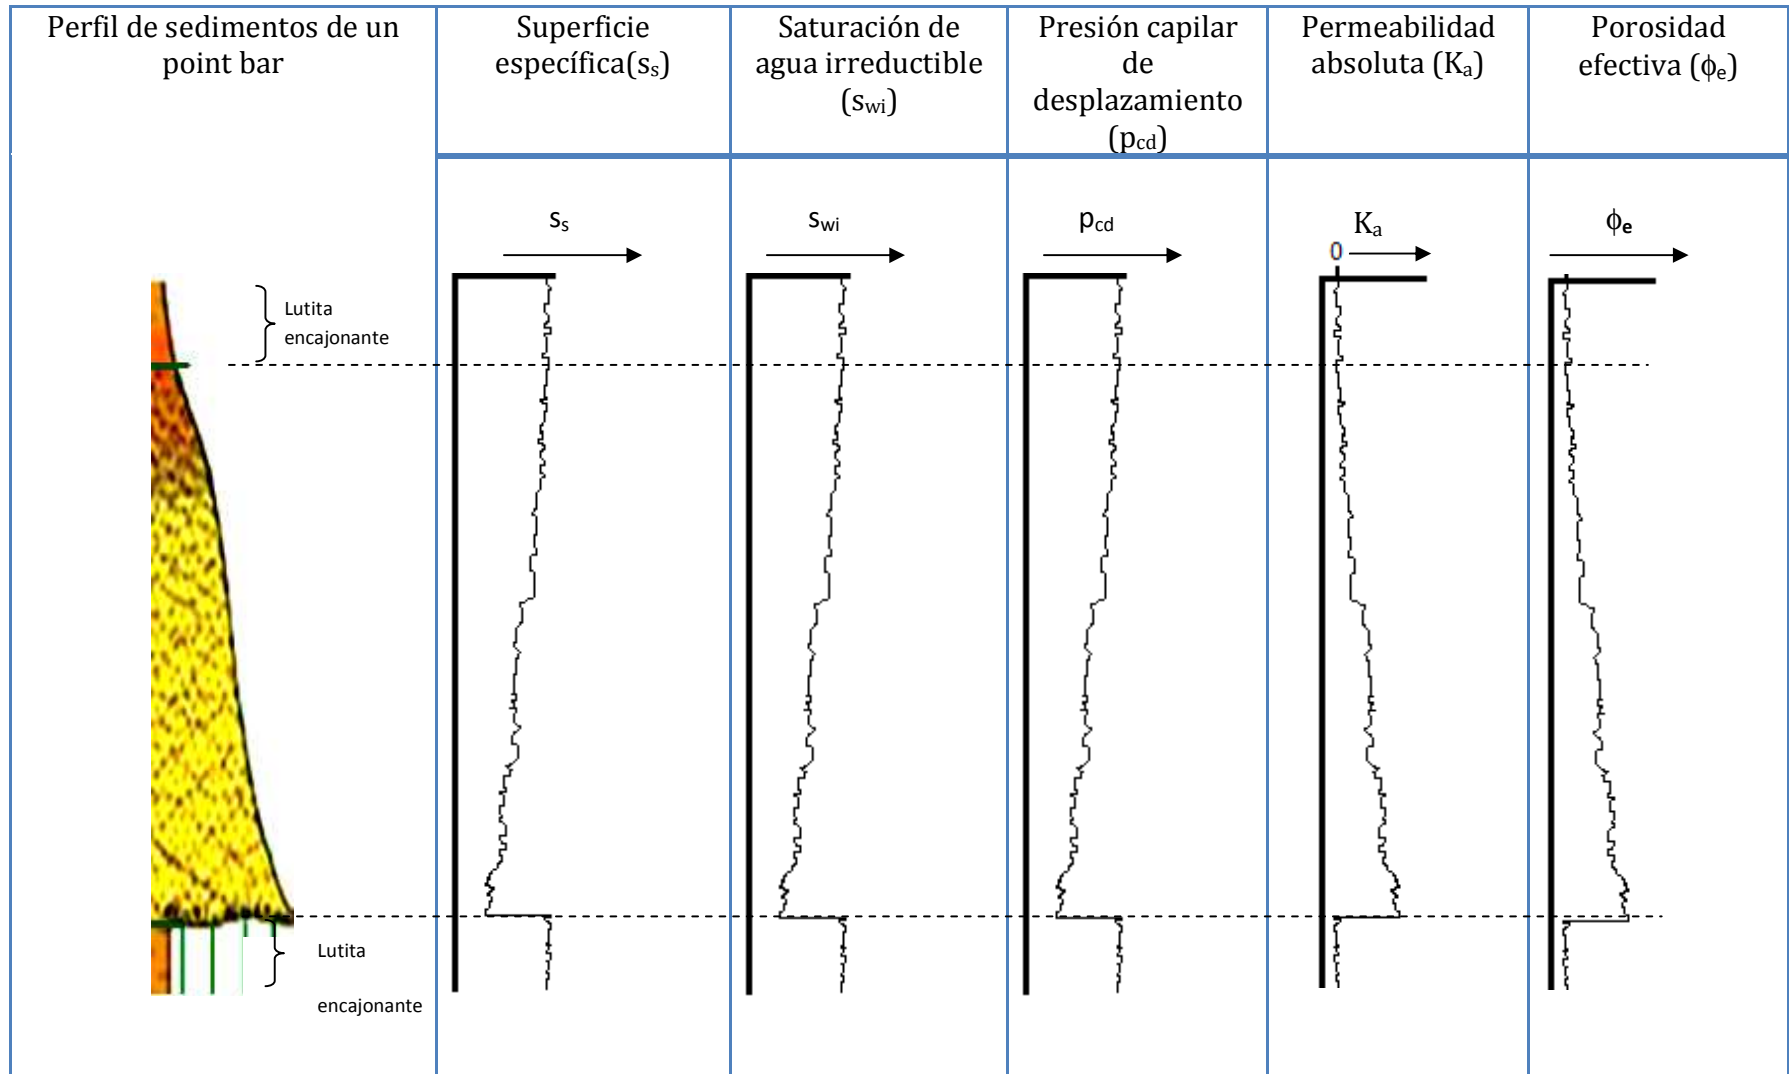 Perfil de sedimentos de un
point bar
Superficie
específica(ss)
Saturación de
agua irreductible
(swi)
Presión capilar
de
desplazamiento
(pcd)
Permeabilidad
absoluta (Ka)
Porosidad
efectiva (ϕe)
ss
swi
pcd
Ka
0
ϕe
Lutita
encajonante
Lutita
encajonante